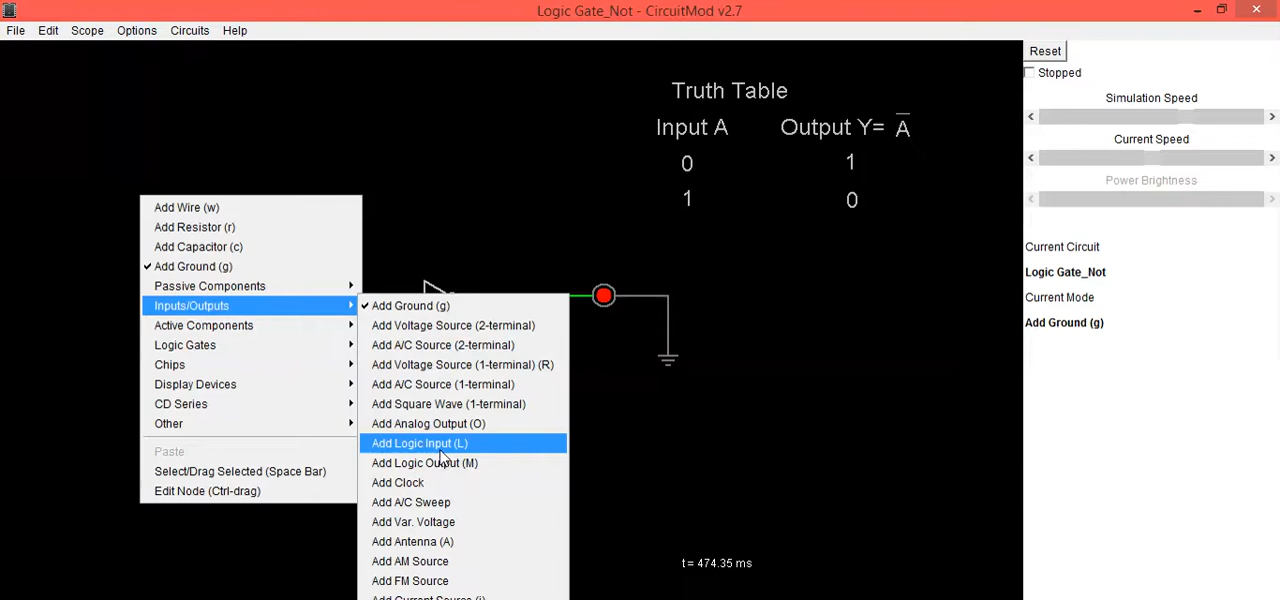 Logic Gate_Not - CircuitMod v2.7
File Edit Scope Options Circuits Help
Truth Table
Input A Output Y= A̅
0 1
1 0
Add Wire (w)
Add Resistor (r)
Add Capacitor (c)
Add Ground (g)
Passive Components
Inputs/Outputs
Active Components
Logic Gates
Chips
Display Devices
CD Series
Other
Paste
Select/Drag Selected (Space Bar)
Edit Node (Ctrl-drag)
Add Ground (g)
Add Voltage Source (2-terminal)
Add A/C Source (2-terminal)
Add Voltage Source (1-terminal) (R)
Add A/C Source (1-terminal)
Add Square Wave (1-terminal)
Add Analog Output (O)
Add Logic Input (L)
Add Logic Output (M)
Add Clock
Add A/C Sweep
Add Var. Voltage
Add Antenna (A)
Add AM Source
Add FM Source
Add Current Source (i)
t = 474.35 ms
Reset
Stopped
Simulation Speed
Current Speed
Power Brightness
Current Circuit
Logic Gate_Not
Current Mode
Add Ground (g)